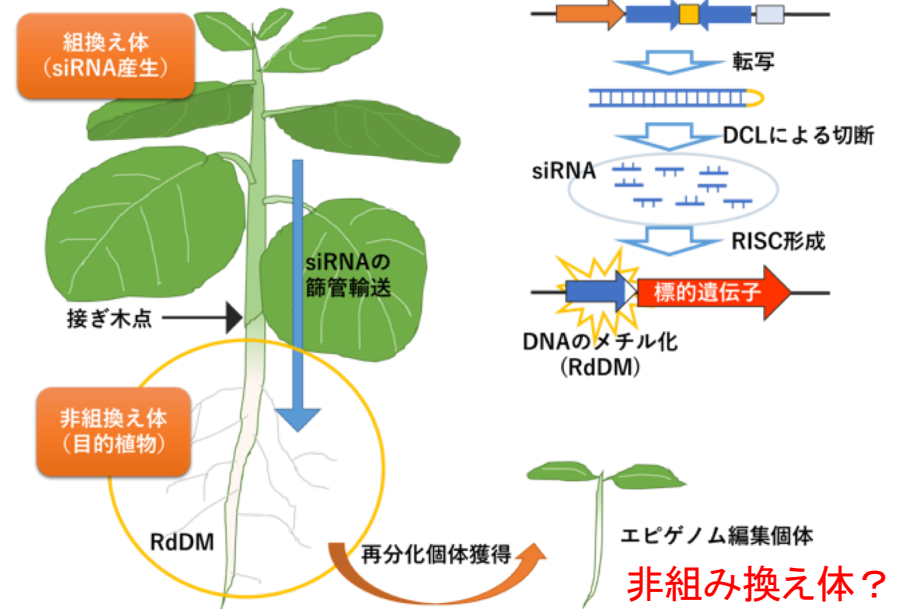 組換え体
（siRNA産生）
siRNAの
篩管輸送
接ぎ木点
非組換え体
（目的植物）
RdDM
再分化個体獲得
転写
DCLによる切断
siRNA
RISC形成
標的遺伝子
DNAのメチル化
(RdDM)
エピゲノム編集個体
非組み換え体？